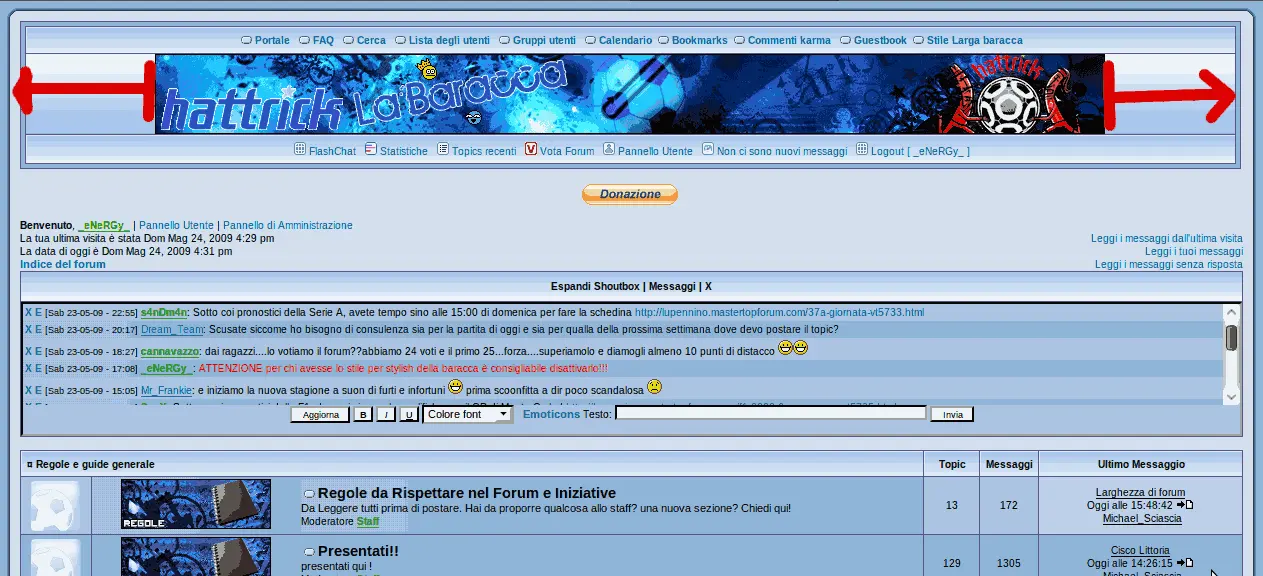 Portale FAQ Cerca Lista degli utenti Gruppi utenti Calendario Bookmarks Commenti karma Guestbook Stile Larga baracca
hattrick La Baracca hattrick
FlashChat Statistiche Topics recenti Vota Forum Pannello Utente Non ci sono nuovi messaggi Logout [ _eNeRGy_ ]
Donazione
Benvenuto, _eNeRGy_ | Pannello Utente | Pannello di Amministrazione
La tua ultima visita è stata Dom Mag 24, 2009 4:29 pm
Leggi i messaggi dall'ultima visita
La data di oggi è Dom Mag 24, 2009 4:31 pm
Leggi i tuoi messaggi
Indice del forum
Leggi i messaggi senza risposta
Espandi Shoutbox | Messaggi | X
X E [Sab 23-05-09 - 22:55] s4nDm4n: Sotto coi pronostici della Serie A, avete tempo sino alle 15:00 di domenica per fare la schedina http://lupennino.mastertopforum.com/37a-giornata-vt5733.html
X E [Sab 23-05-09 - 20:17] Dream_Team: Scusate siccome ho bisogno di consulenza sia per la partita di oggi e sia per qualla della prossima settimana dove devo postare il topic?
X E [Sab 23-05-09 - 18:27] cannavazzo: dai ragazzi....lo votiamo il forum??abbiamo 24 voti e il primo 25...forza....superiamolo e diamogli almeno 10 punti di distacco
X E [Sab 23-05-09 - 17:08] _eNeRGy_: ATTENZIONE per chi avesse lo stile per stylish della baracca è consigliabile disattivarlo!!!
X E [Sab 23-05-09 - 15:05] Mr_Frankie: e iniziamo la nuova stagione a suon di furti e infortuni prima scoonfitta a dir poco scandalosa
Aggiorna B I U Colore font Emoticons Testo: Invia
¤ Regole e guide generale Topic Messaggi Ultimo Messaggio
REGOLE
Regole da Rispettare nel Forum e Iniziative
Da Leggere tutti prima di postare. Hai da proporre qualcosa allo staff? una nuova sezione? Chiedi qui!
Moderatore Staff
13 172
Larghezza di forum
Oggi alle 15:48:42
Michael_Sciascia
Presentati!!
presentati qui !
129 1305
Cisco Littoria
Oggi alle 14:26:15
Michael_Sciascia